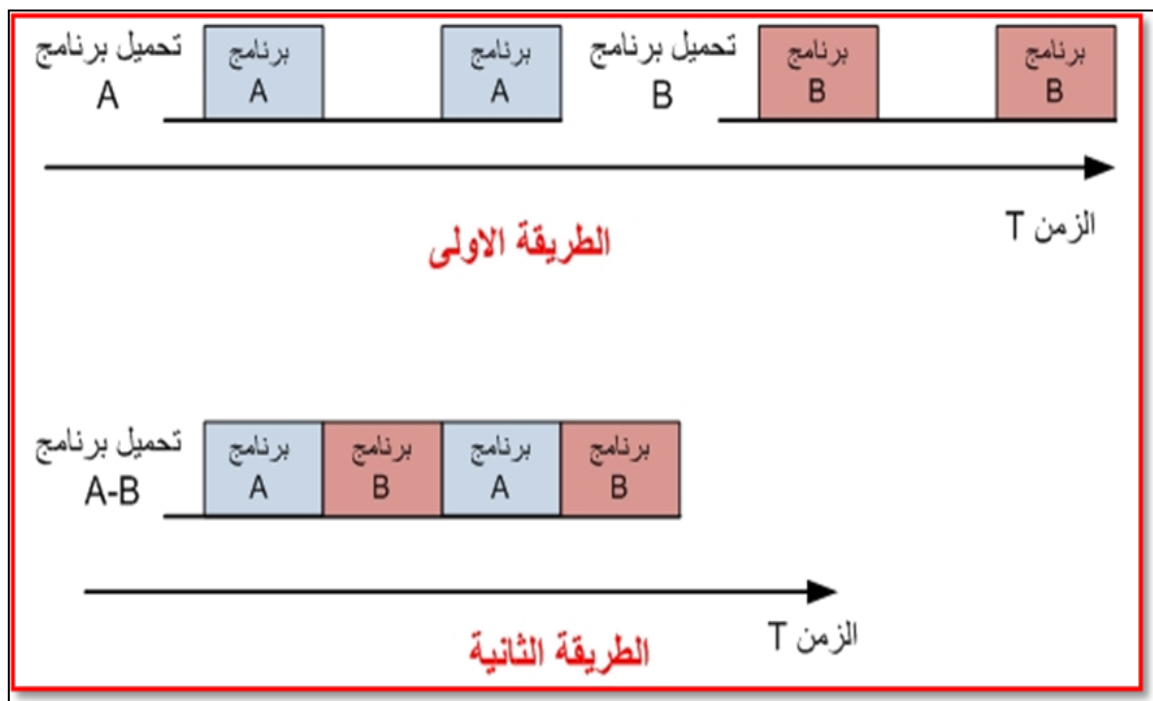 تحميل برنامج
A
برنامج
A
برنامج
A
تحميل برنامج
B
برنامج
B
برنامج
B
الزمن T
الطريقة الاولى
تحميل برنامج
A-B
برنامج
A
برنامج
B
برنامج
A
برنامج
B
الزمن T
الطريقة الثانية